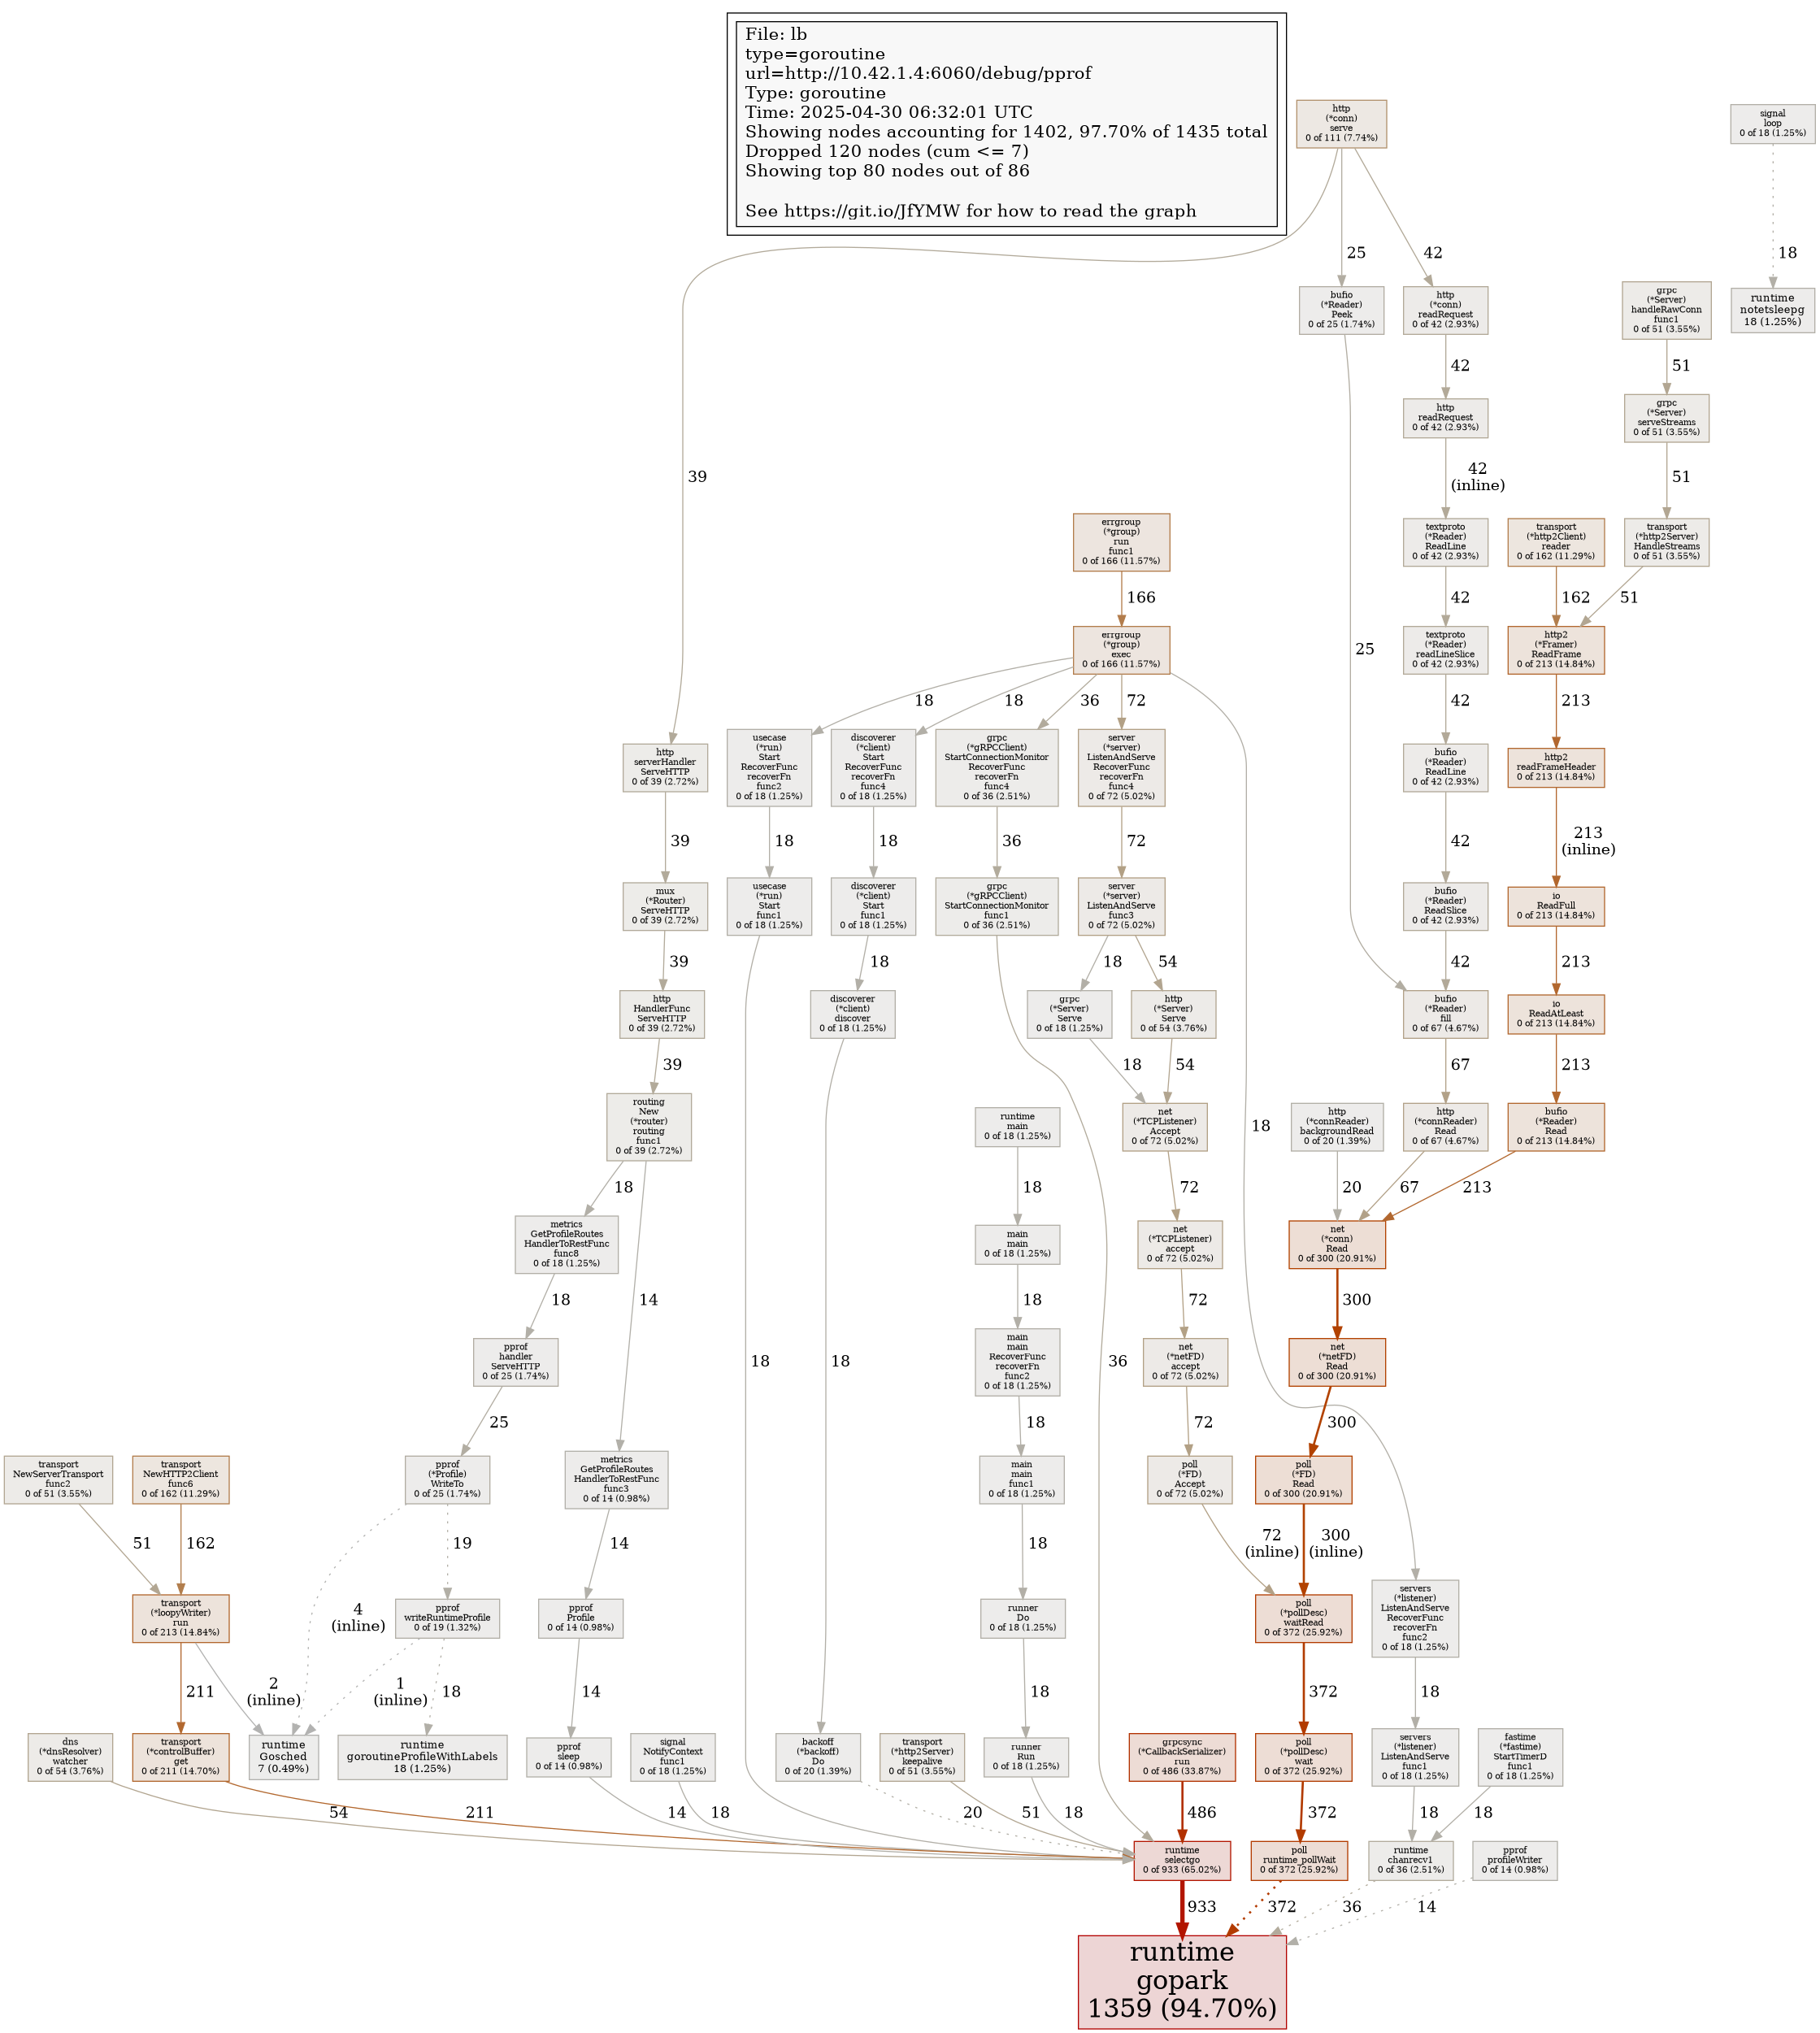 File: lb
type=goroutine
url=http://10.42.1.4:6060/debug/pprof
Type: goroutine
Time: 2025-04-30 06:32:01 UTC
Showing nodes accounting for 1402, 97.70% of 1435 total
Dropped 120 nodes (cum <= 7)
Showing top 80 nodes out of 86
See https://git.io/JfYMW for how to read the graph
http
(*conn)
serve
0 of 111 (7.74%)
signal
loop
0 of 18 (1.25%)
25
42
18
bufio
(*Reader)
Peek
0 of 25 (1.74%)
http
(*conn)
readRequest
0 of 42 (2.93%)
grpc
(*Server)
handleRawConn
func1
0 of 51 (3.55%)
runtime
notetsleepg
18 (1.25%)
42
51
http
readRequest
0 of 42 (2.93%)
grpc
(*Server)
serveStreams
0 of 51 (3.55%)
39
42
(inline)
51
errgroup
(*group)
run
func1
0 of 166 (11.57%)
textproto
(*Reader)
ReadLine
0 of 42 (2.93%)
transport
(*http2Client)
reader
0 of 162 (11.29%)
transport
(*http2Server)
HandleStreams
0 of 51 (3.55%)
166
42
162
51
errgroup
(*group)
exec
0 of 166 (11.57%)
25
textproto
(*Reader)
readLineSlice
0 of 42 (2.93%)
http2
(*Framer)
ReadFrame
0 of 213 (14.84%)
18
18
36
72
42
213
http
serverHandler
ServeHTTP
0 of 39 (2.72%)
usecase
(*run)
Start
RecoverFunc
recoverFn
func2
0 of 18 (1.25%)
discoverer
(*client)
Start
RecoverFunc
recoverFn
func4
0 of 18 (1.25%)
grpc
(*gRPCClient)
StartConnectionMonitor
RecoverFunc
recoverFn
func4
0 of 36 (2.51%)
server
(*server)
ListenAndServe
RecoverFunc
recoverFn
func4
0 of 72 (5.02%)
bufio
(*Reader)
ReadLine
0 of 42 (2.93%)
http2
readFrameHeader
0 of 213 (14.84%)
39
18
18
36
72
42
213
(inline)
mux
(*Router)
ServeHTTP
0 of 39 (2.72%)
usecase
(*run)
Start
func1
0 of 18 (1.25%)
discoverer
(*client)
Start
func1
0 of 18 (1.25%)
grpc
(*gRPCClient)
StartConnectionMonitor
func1
0 of 36 (2.51%)
server
(*server)
ListenAndServe
func3
0 of 72 (5.02%)
bufio
(*Reader)
ReadSlice
0 of 42 (2.93%)
io
ReadFull
0 of 213 (14.84%)
39
18
18
54
42
213
http
HandlerFunc
ServeHTTP
0 of 39 (2.72%)
discoverer
(*client)
discover
0 of 18 (1.25%)
grpc
(*Server)
Serve
0 of 18 (1.25%)
http
(*Server)
Serve
0 of 54 (3.76%)
bufio
(*Reader)
fill
0 of 67 (4.67%)
io
ReadAtLeast
0 of 213 (14.84%)
39
18
54
67
213
routing
New
(*router)
routing
func1
0 of 39 (2.72%)
runtime
main
0 of 18 (1.25%)
net
(*TCPListener)
Accept
0 of 72 (5.02%)
18
http
(*connReader)
backgroundRead
0 of 20 (1.39%)
http
(*connReader)
Read
0 of 67 (4.67%)
bufio
(*Reader)
Read
0 of 213 (14.84%)
18
18
72
20
67
213
metrics
GetProfileRoutes
HandlerToRestFunc
func8
0 of 18 (1.25%)
main
main
0 of 18 (1.25%)
net
(*TCPListener)
accept
0 of 72 (5.02%)
net
(*conn)
Read
0 of 300 (20.91%)
18
14
18
72
300
pprof
handler
ServeHTTP
0 of 25 (1.74%)
18
18
main
main
RecoverFunc
recoverFn
func2
0 of 18 (1.25%)
36
net
(*netFD)
accept
0 of 72 (5.02%)
net
(*netFD)
Read
0 of 300 (20.91%)
25
18
72
300
transport
NewServerTransport
func2
0 of 51 (3.55%)
transport
NewHTTP2Client
func6
0 of 162 (11.29%)
pprof
(*Profile)
WriteTo
0 of 25 (1.74%)
metrics
GetProfileRoutes
HandlerToRestFunc
func3
0 of 14 (0.98%)
main
main
func1
0 of 18 (1.25%)
poll
(*FD)
Accept
0 of 72 (5.02%)
poll
(*FD)
Read
0 of 300 (20.91%)
51
162
19
14
18
72
(inline)
300
(inline)
transport
(*loopyWriter)
run
0 of 213 (14.84%)
4
(inline)
pprof
writeRuntimeProfile
0 of 19 (1.32%)
pprof
Profile
0 of 14 (0.98%)
runner
Do
0 of 18 (1.25%)
poll
(*pollDesc)
waitRead
0 of 372 (25.92%)
servers
(*listener)
ListenAndServe
RecoverFunc
recoverFn
func2
0 of 18 (1.25%)
211
2
(inline)
1
(inline)
18
14
18
372
18
dns
(*dnsResolver)
watcher
0 of 54 (3.76%)
transport
(*controlBuffer)
get
0 of 211 (14.70%)
runtime
Gosched
7 (0.49%)
runtime
goroutineProfileWithLabels
18 (1.25%)
pprof
sleep
0 of 14 (0.98%)
signal
NotifyContext
func1
0 of 18 (1.25%)
backoff
(*backoff)
Do
0 of 20 (1.39%)
transport
(*http2Server)
keepalive
0 of 51 (3.55%)
runner
Run
0 of 18 (1.25%)
grpcsync
(*CallbackSerializer)
run
0 of 486 (33.87%)
poll
(*pollDesc)
wait
0 of 372 (25.92%)
servers
(*listener)
ListenAndServe
func1
0 of 18 (1.25%)
fastime
(*fastime)
StartTimerD
func1
0 of 18 (1.25%)
54
211
14
18
20
51
18
486
372
18
18
runtime
selectgo
0 of 933 (65.02%)
poll
runtime_pollWait
0 of 372 (25.92%)
runtime
chanrecv1
0 of 36 (2.51%)
pprof
profileWriter
0 of 14 (0.98%)
933
372
36
14
runtime
gopark
1359 (94.70%)